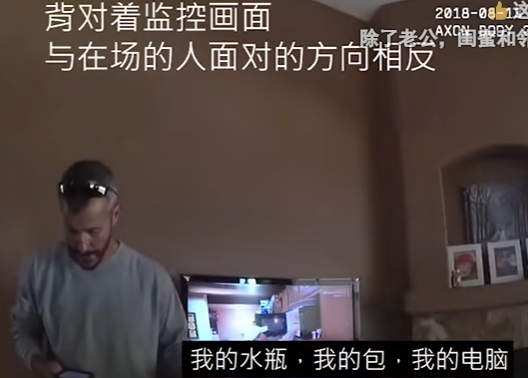 背对着监控画面
与在场的人面对的方向相反
2018-08-1
除了老公，闺蜜和邻
AXON BODY
我的水瓶，我的包，我的电脑